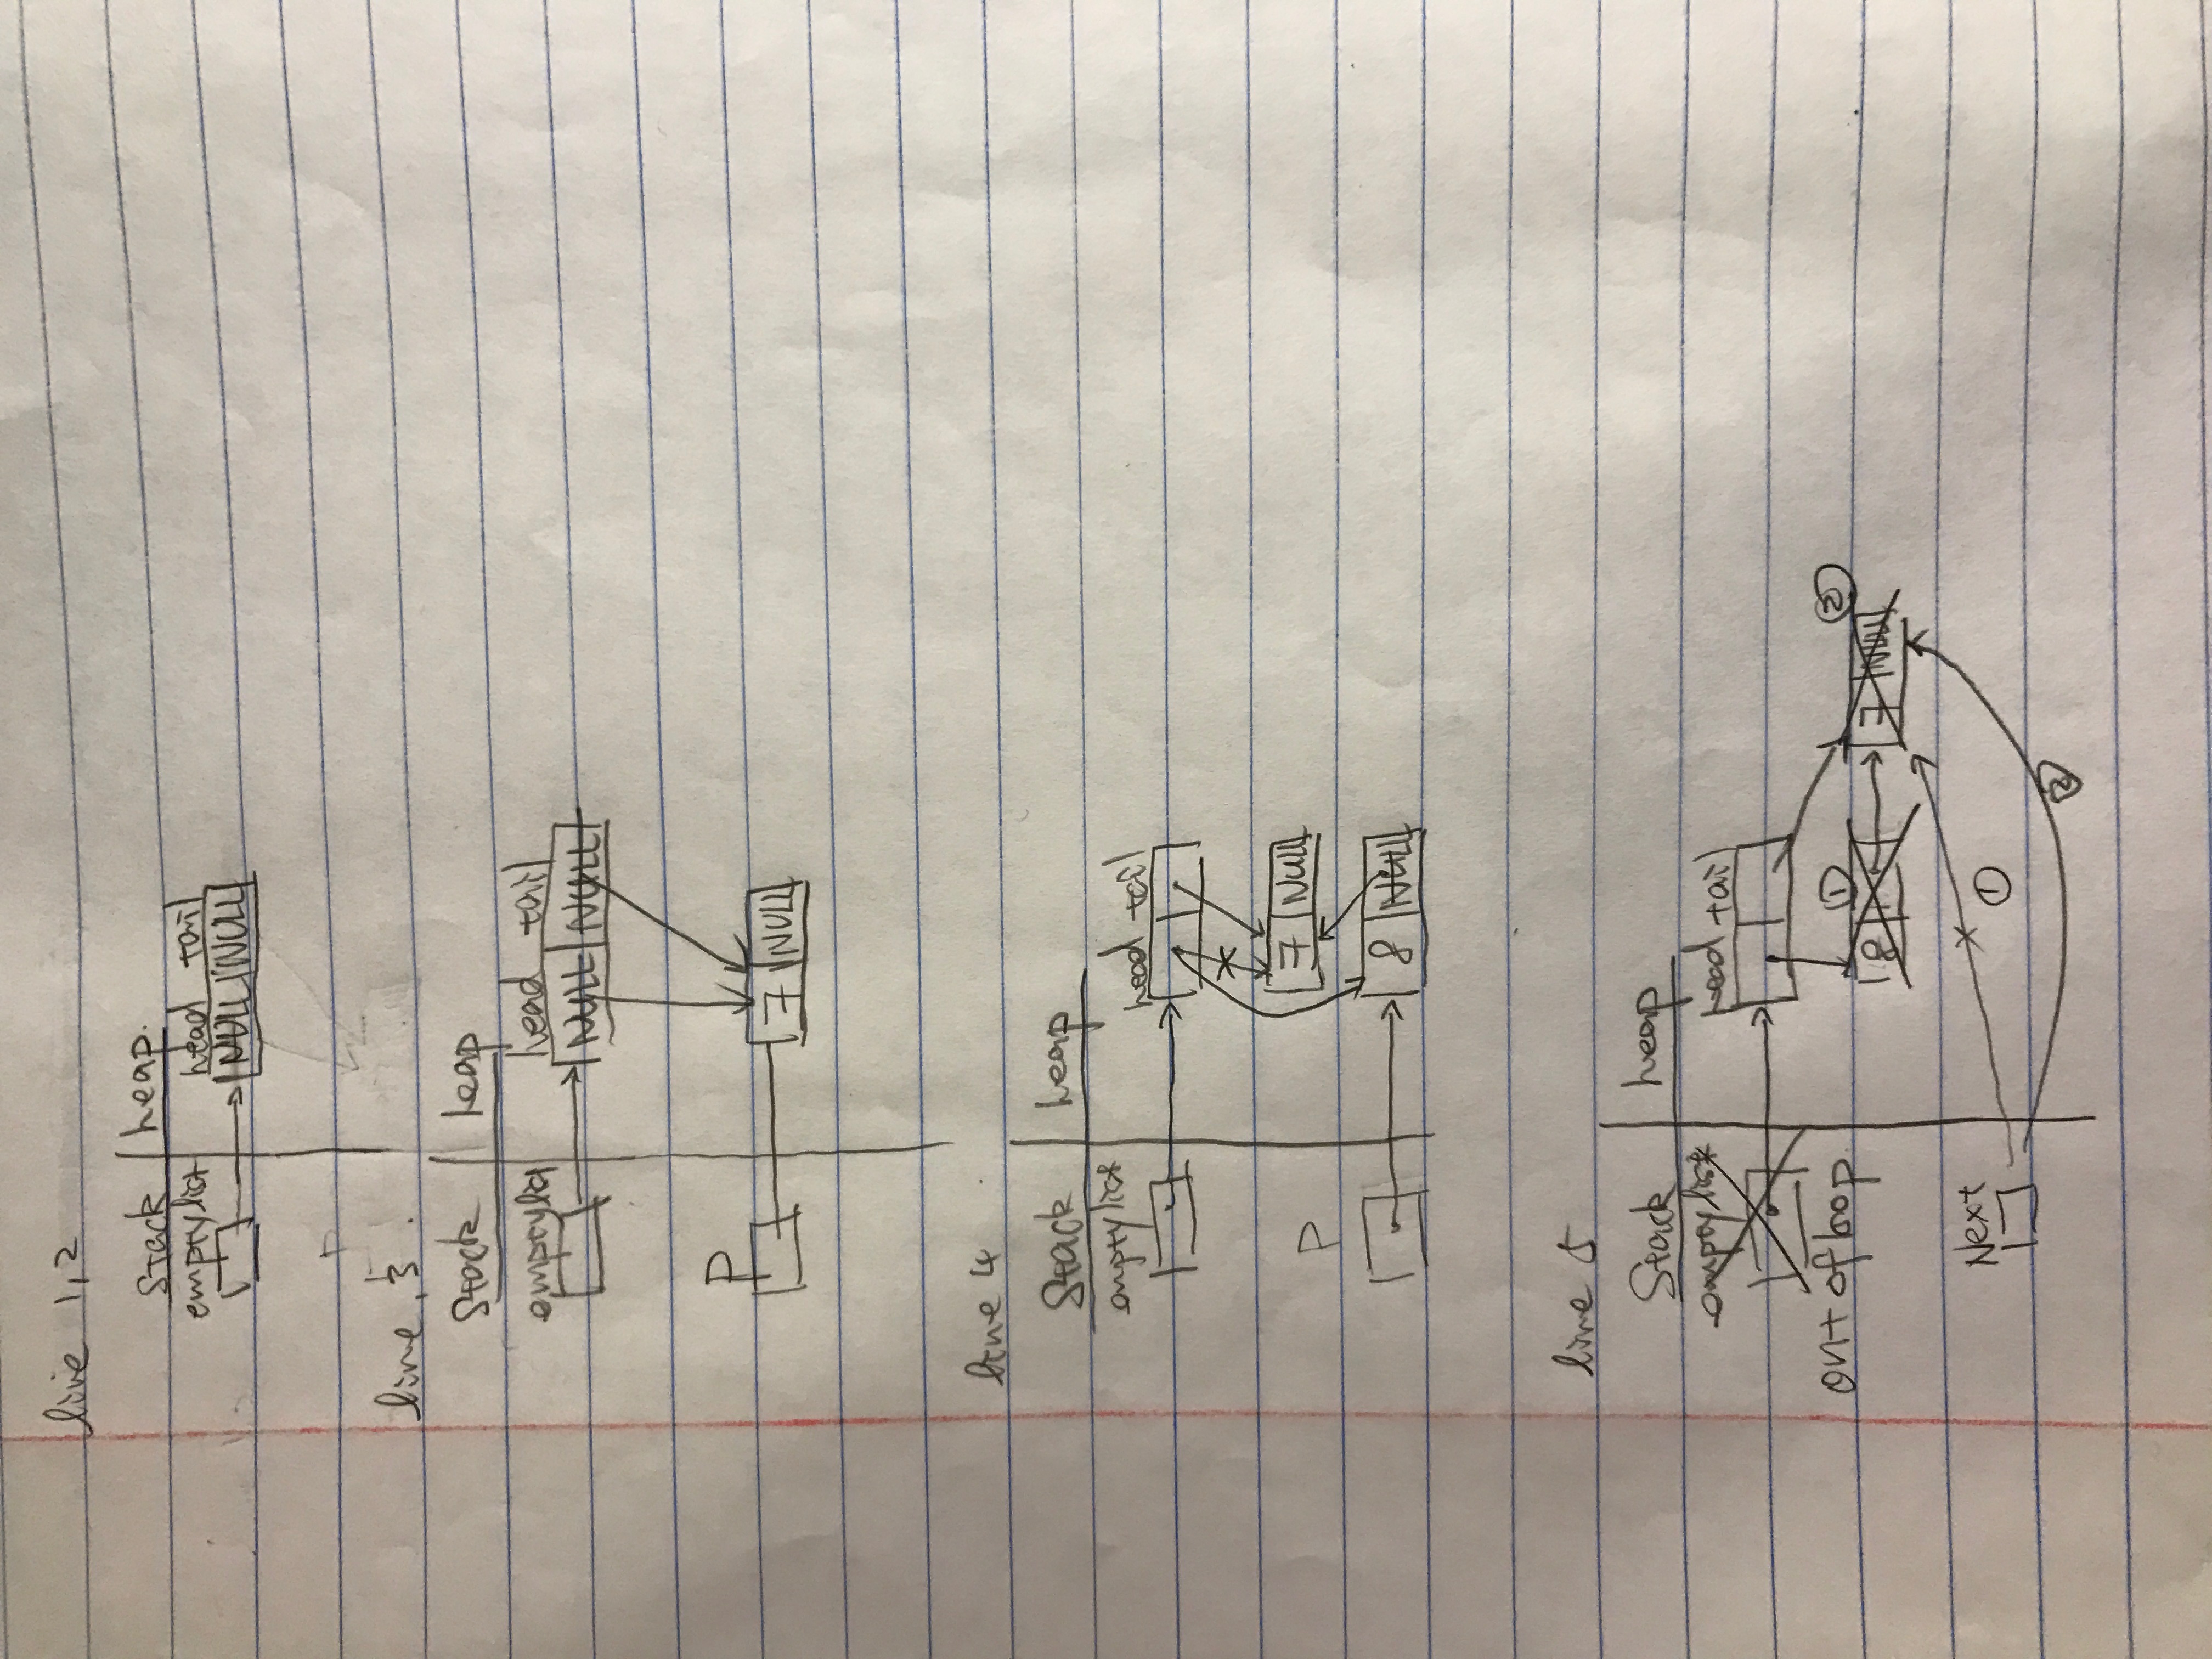 line 1,2
Stack heap.
emptylist head tail
NULL NULL
line, 3.
Stack heap
emptylist head tail
NULL NULL
P
7 NULL
line 4
Stack heap
emptylist head tail
7 NULL
P
8 NULL
line 5
Stack heap
emptylist head tail
out of loop
① ②
8 7 NULL
Next
①
②